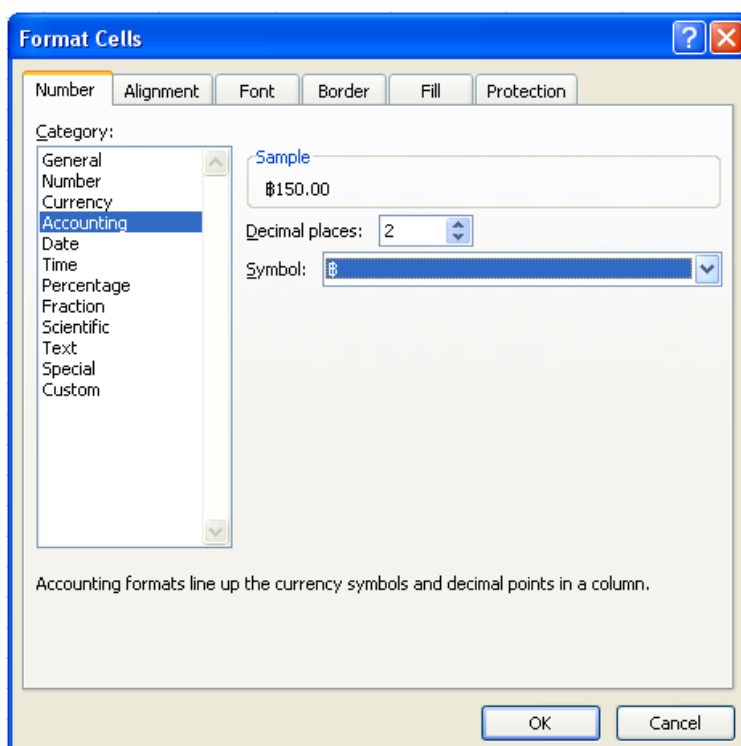 Format Cells
Number Alignment Font Border Fill Protection
Category:
General
Number
Currency
Accounting
Date
Time
Percentage
Fraction
Scientific
Text
Special
Custom
Sample
฿150.00
Decimal places: 2
Symbol: ฿
Accounting formats line up the currency symbols and decimal points in a column.
OK Cancel